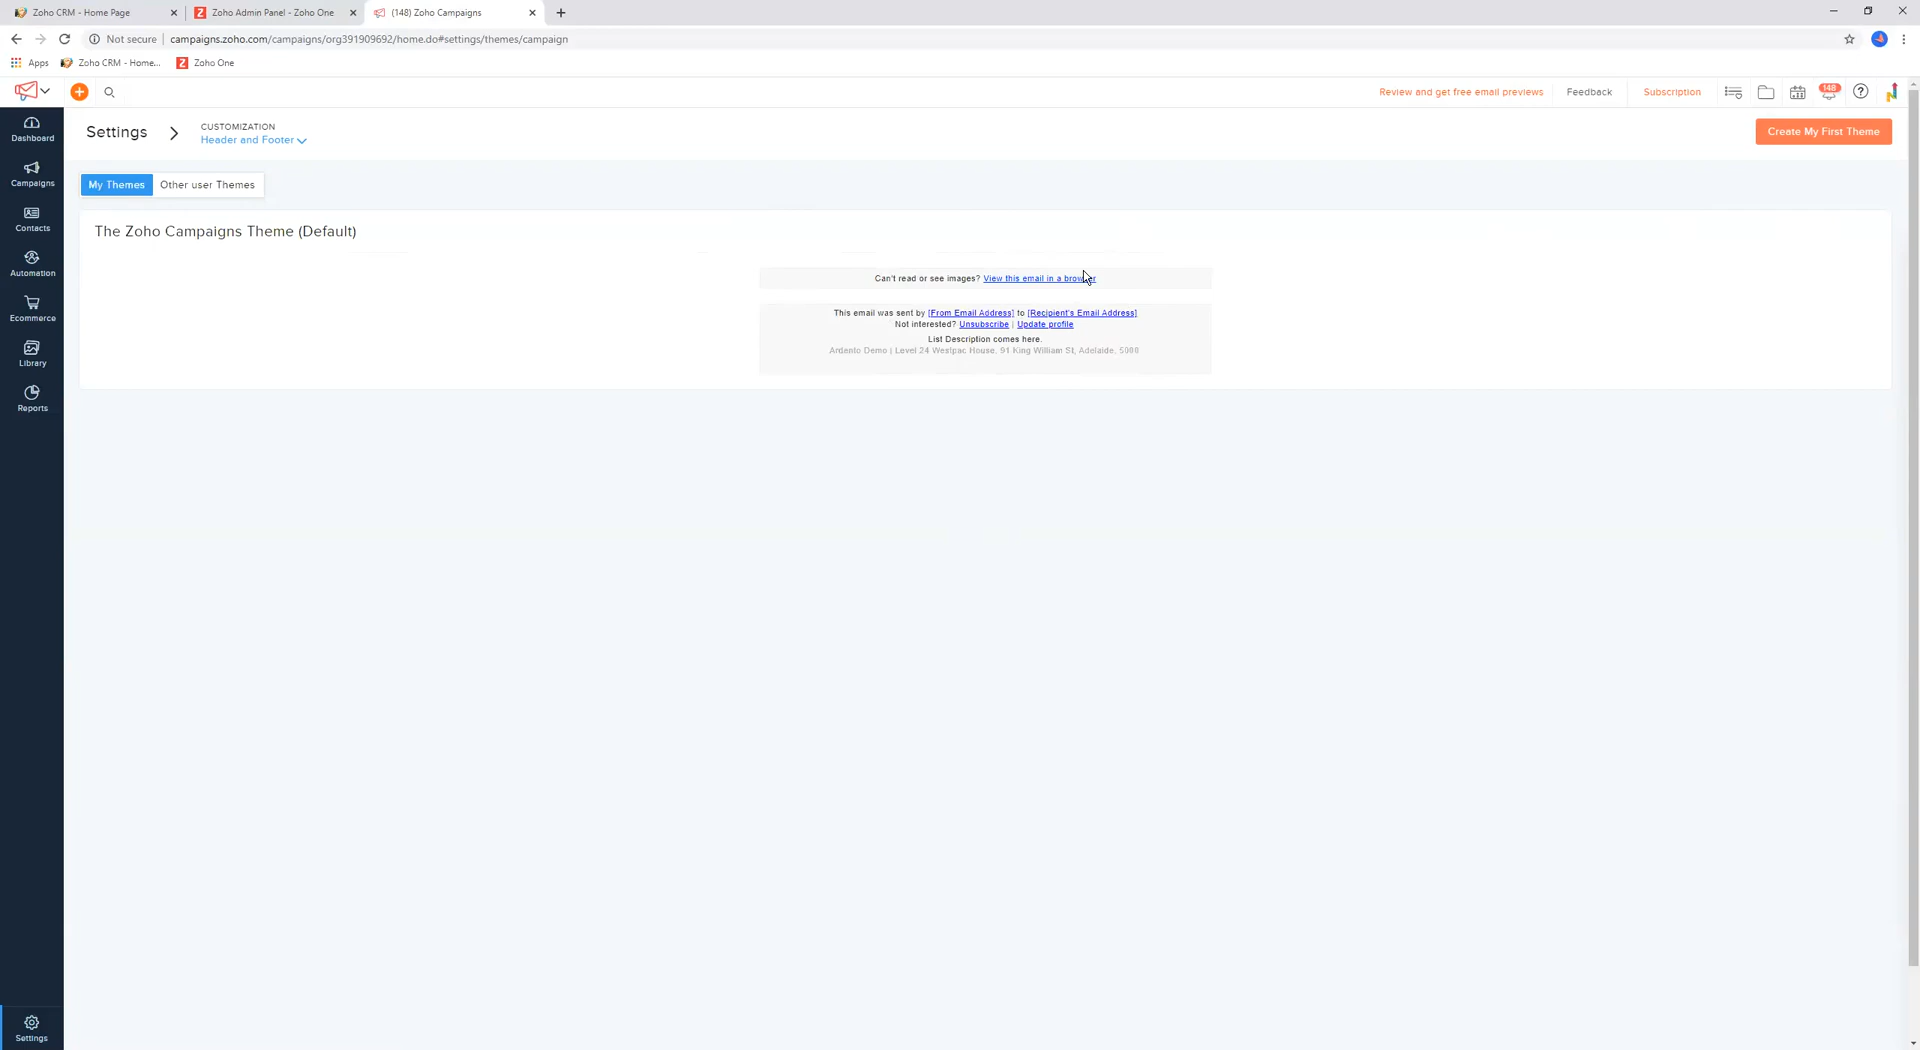 Zoho CRM - Home Page
Zoho Admin Panel - Zoho One
(148) Zoho Campaigns
Not secure
campaigns.zoho.com/campaigns/org391909692/home.do#settings/themes/campaign
Apps
Zoho CRM - Home...
Zoho One
Review and get free email previews
Feedback
Subscription
148
Dashboard
Campaigns
Contacts
Automation
Ecommerce
Library
Reports
Settings
Settings
CUSTOMIZATION
Header and Footer
Create My First Theme
My Themes
Other user Themes
The Zoho Campaigns Theme (Default)
Can't read or see images? View this email in a browser
This email was sent by [From Email Address] to [Recipient's Email Address]
Not interested? Unsubscribe | Update profile
List Description comes here.
Ardento Demo | Level 24 Westpac House, 91 King William St, Adelaide, 5000